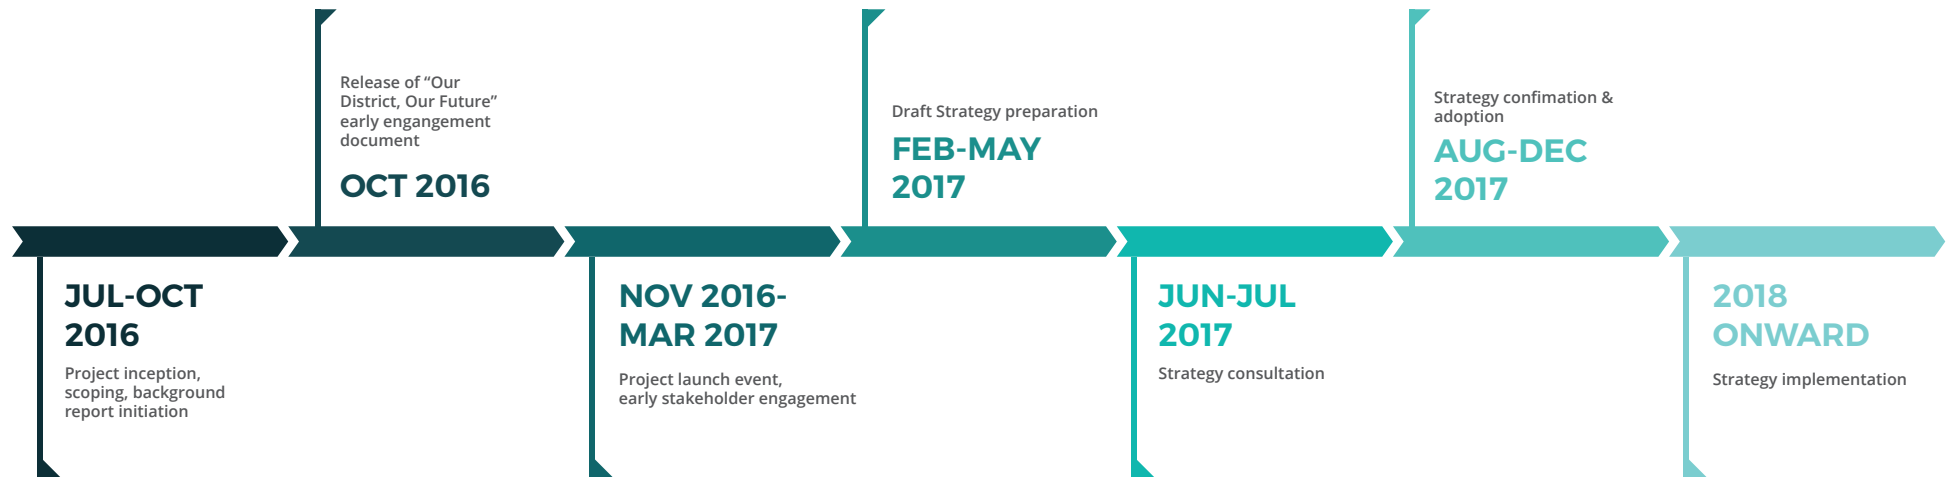 JUL-OCT
2016
Project inception,
scoping, background
report initiation
Release of “Our
District, Our Future”
early engangement
document
OCT 2016
NOV 2016-
MAR 2017
Project launch event,
early stakeholder engagement
Draft Strategy preparation
FEB-MAY
2017
JUN-JUL
2017
Strategy consultation
Strategy confimation &
adoption
AUG-DEC
2017
2018
ONWARD
Strategy implementation